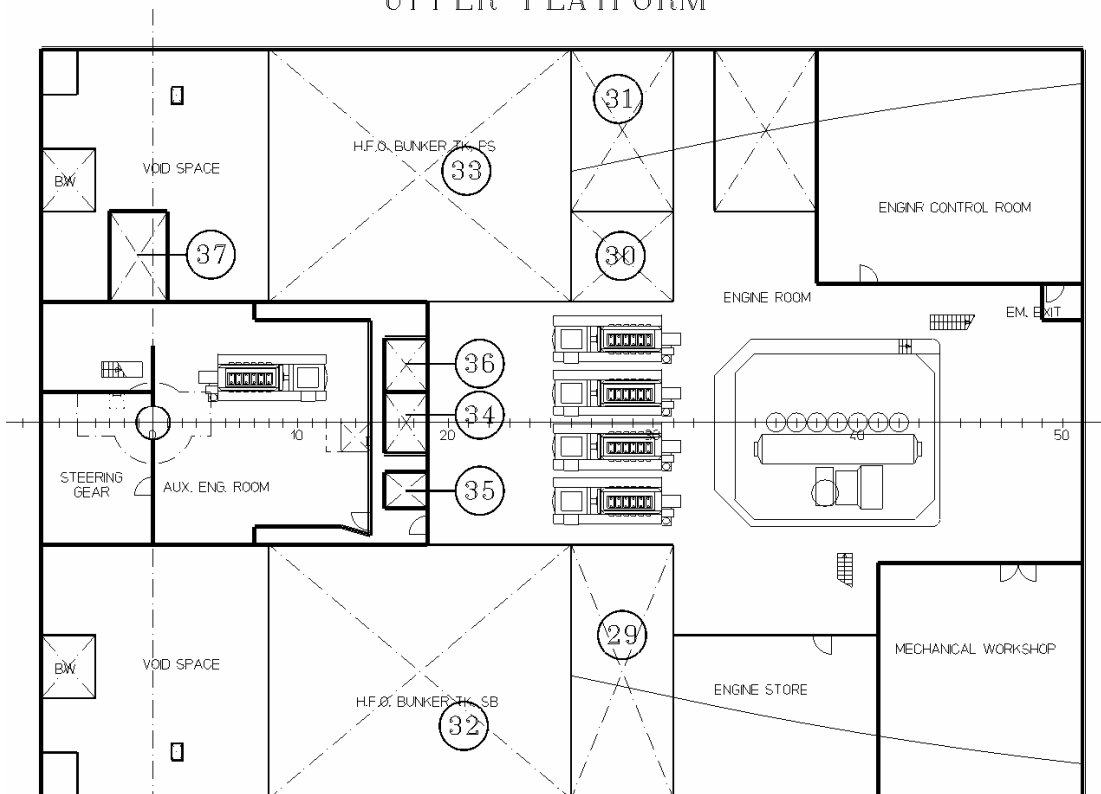 UPPER PLATFORM
31
H.F.O. BUNKER TK, PS
VOID SPACE
33
BW
ENGINR CONTROL ROOM
37
30
ENGINE ROOM
EM. EXIT
36
34
0
10
20
30
40
50
STEERING
GEAR
AUX. ENG. ROOM
35
29
MECHANICAL WORKSHOP
BW
VOID SPACE
ENGINE STORE
H.F.O. BUNKER TK, SB
32